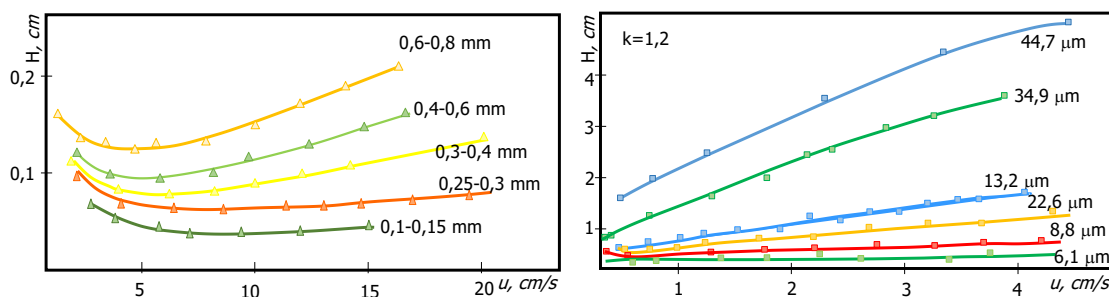 H, cm
0,2
0,1
0,6-0,8 mm
0,4-0,6 mm
0,3-0,4 mm
0,25-0,3 mm
0,1-0,15 mm
5
10
15
20
u, cm/s
H, cm
k=1,2
4
3
2
1
44,7 μm
34,9 μm
13,2 μm
22,6 μm
8,8 μm
6,1 μm
1
2
3
4
u, cm/s